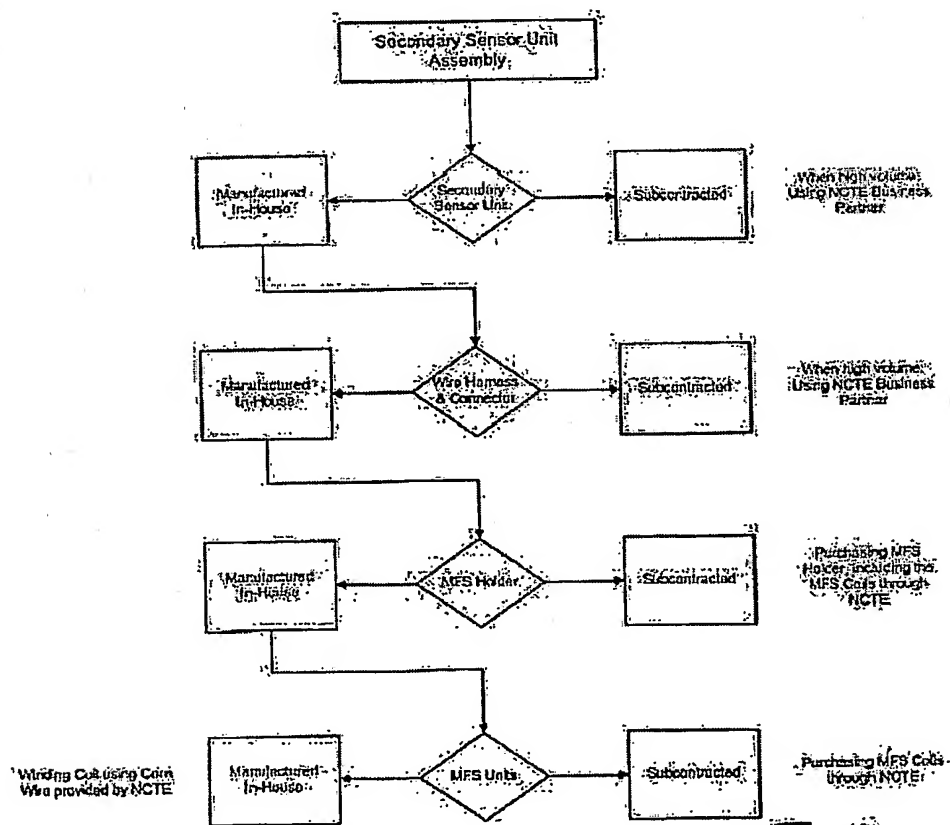 Secondary Sensor Unit
Assembly
Manufactured
In-House
Secondary
Sensor Unit
Subcontracted
When high volume:
Using NCTE Business
Partner
Manufactured
In-House
Wire Harness
& Connector
Subcontracted
When high volume:
Using NCTE Business
Partner
Manufactured
In-House
MFS Holder
Subcontracted
Purchasing MFS
Holder, including the
MFS Coils through
NCTE
Winding Coil using Core
Wire provided by NCTE
Manufactured
In-House
MFS Units
Subcontracted
Purchasing MFS Coils
through NCTE